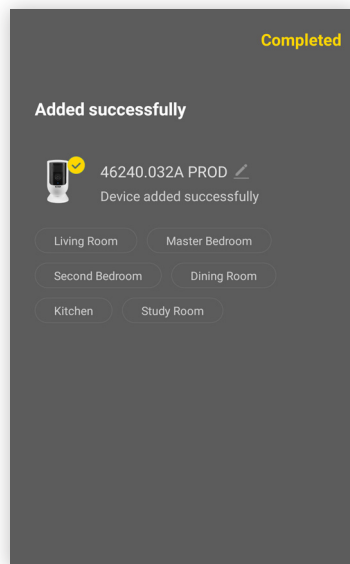 Completed
Added successfully
46240.032A PROD
Device added successfully
Living Room Master Bedroom
Second Bedroom Dining Room
Kitchen Study Room